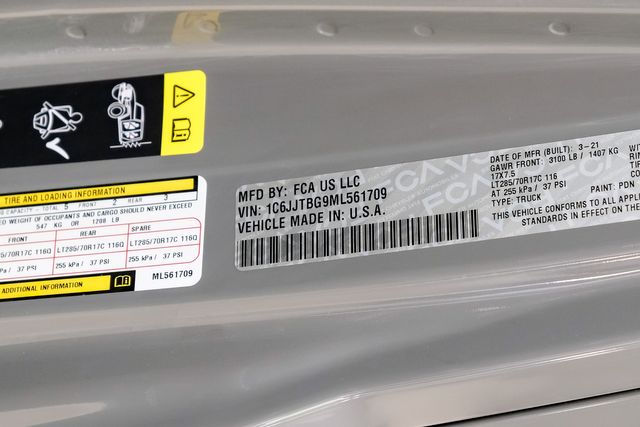 TIRE AND LOADING INFORMATION
CAPACITY - TOTAL 5 FRONT 2 REAR 3
WEIGHT OF OCCUPANTS AND CARGO SHOULD NEVER EXCEED
547 KG OR 1206 LB
FRONT REAR SPARE
/70R17C 116Q LT285/70R17C 116Q LT285/70R17C 116Q
/ 37 PSI 255 kPa / 37 PSI 255 kPa / 37 PSI
ADDITIONAL INFORMATION
ML561709
MFD BY: FCA US LLC
VIN: 1C6JJTBG9ML561709
VEHICLE MADE IN: U.S.A.
DATE OF MFR (BUILT): 3-21
GAWR FRONT: 3100 LB / 1407 KG
17X7.5
LT285/70R17C 116
AT 255 kPa / 37 PSI
TYPE: TRUCK
PAINT: PDN
THIS VEHICLE CONFORMS TO ALL
STANDARDS IN EFFECT